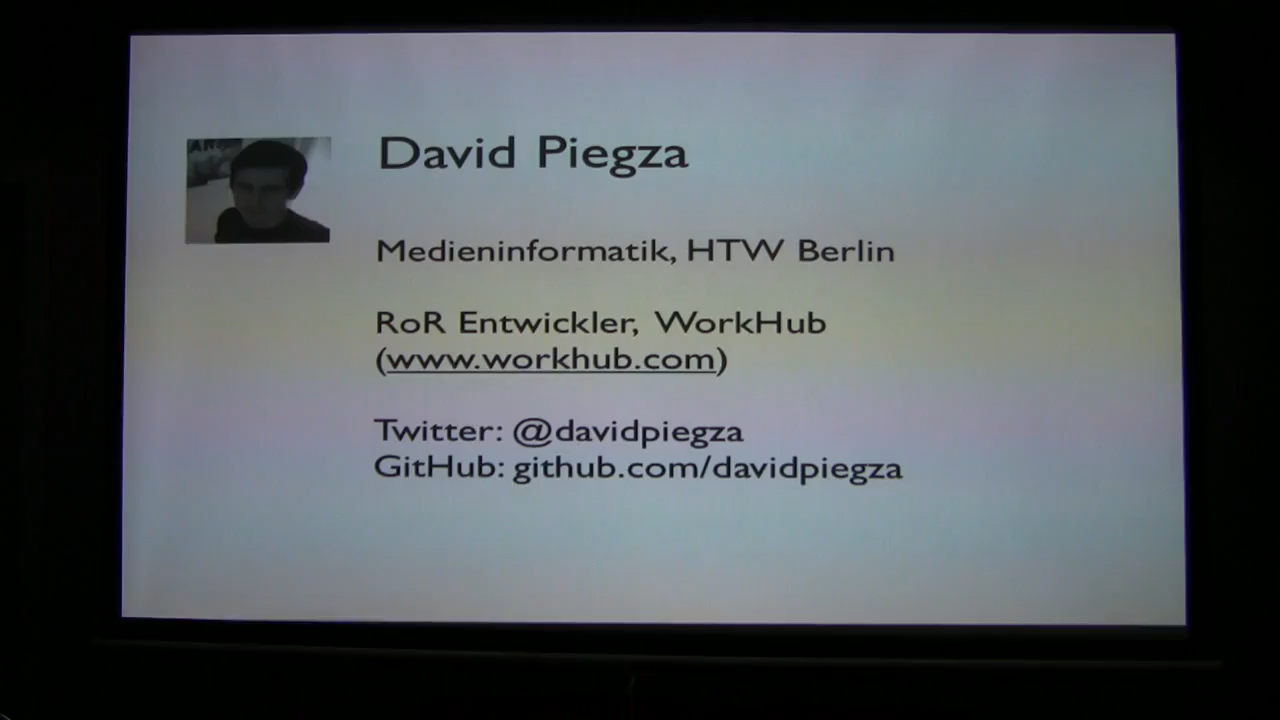 David Piegza
Medieninformatik, HTW Berlin
RoR Entwickler, WorkHub
(www.workhub.com)
Twitter: @davidpiegza
GitHub: github.com/davidpiegza